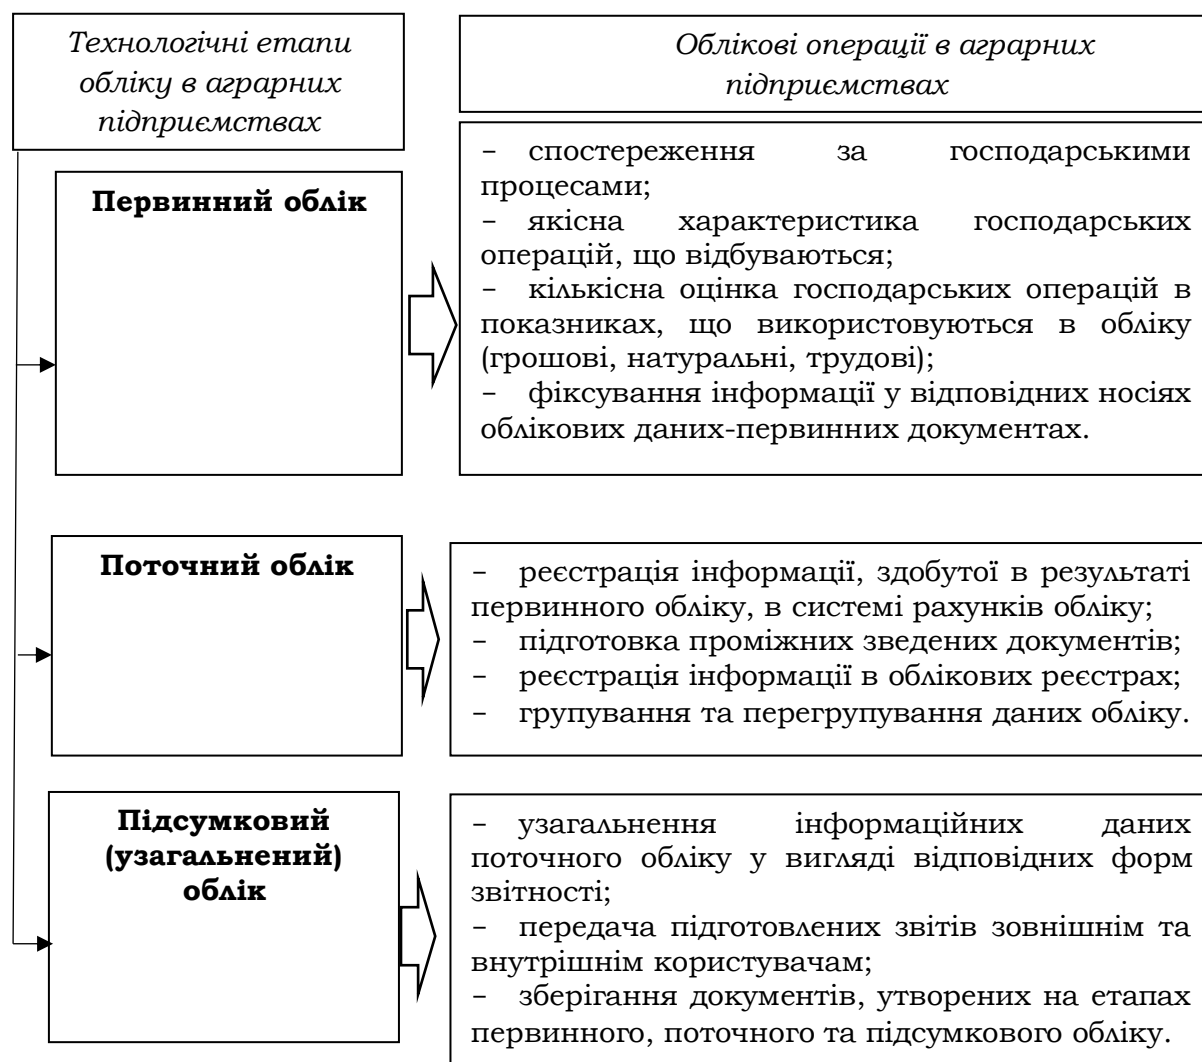 Технологічні етапи
обліку в аграрних
підприємствах
Облікові операції в аграрних
підприємствах
Первинний облік
– спостереження за господарськими
процесами;
– якісна характеристика господарських
операцій, що відбуваються;
– кількісна оцінка господарських операцій в
показниках, що використовуються в обліку
(грошові, натуральні, трудові);
– фіксування інформації у відповідних носіях
облікових даних-первинних документах.
Поточний облік
– реєстрація інформації, здобутої в результаті
первинного обліку, в системі рахунків обліку;
– підготовка проміжних зведених документів;
– реєстрація інформації в облікових реєстрах;
– групування та перегрупування даних обліку.
Підсумковий
(узагальнений)
облік
– узагальнення інформаційних даних
поточного обліку у вигляді відповідних форм
звітності;
– передача підготовлених звітів зовнішнім та
внутрішнім користувачам;
– зберігання документів, утворених на етапах
первинного, поточного та підсумкового обліку.